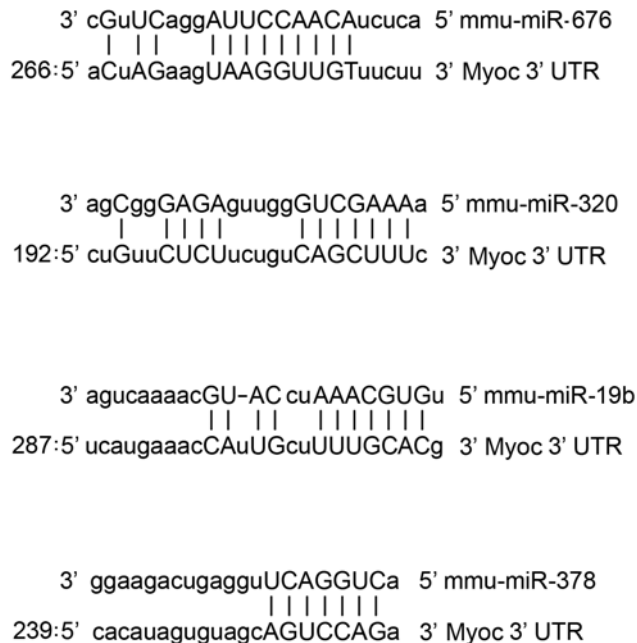 3’ cGuUCaggAUUCCAACAucuca 5’ mmu-miR-676
266:5’ aCuAGaagUAAGGUUGTuucuu 3’ Myoc 3’ UTR
3’ agCggGAGAguuggGUCGAAAa 5’ mmu-miR-320
192:5’ cuGuuCUCUucuguCAGCUUUc 3’ Myoc 3’ UTR
3’ agucaaaacGU-ACcuAAACGUGu 5’ mmu-miR-19b
287:5’ ucaugaaacCAuUGcuUUUGCACg 3’ Myoc 3’ UTR
3’ ggaagacugagguUCAGGUCa 5’ mmu-miR-378
239:5’ cacauaguguagcAGUCCAGa 3’ Myoc 3’ UTR